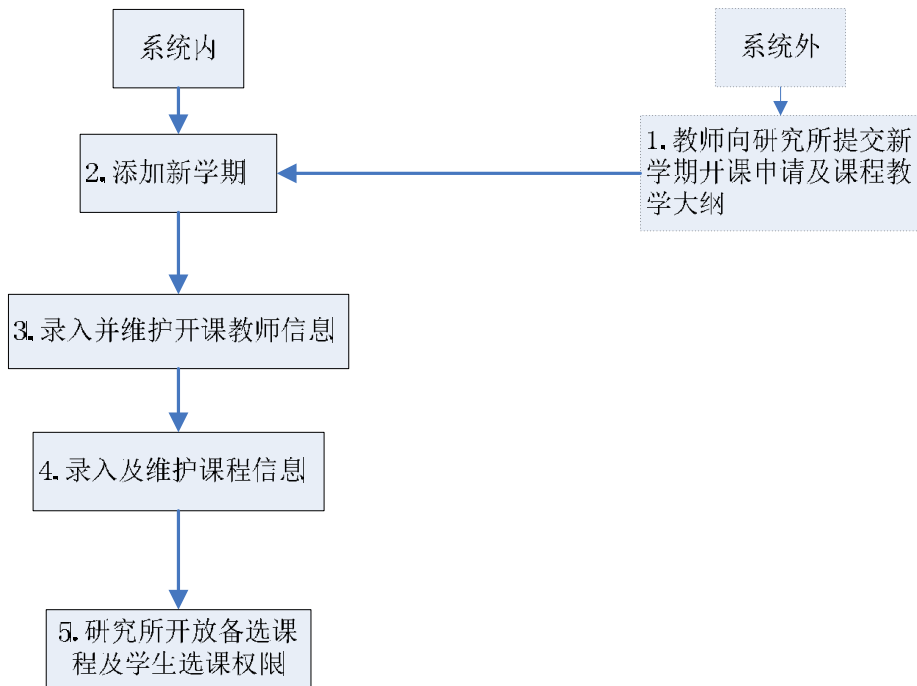 系统内
系统外
1.教师向研究所提交新
学期开课申请及课程教
学大纲
2.添加新学期
3.录入并维护开课教师信息
4.录入及维护课程信息
5.研究所开放备选课
程及学生选课权限